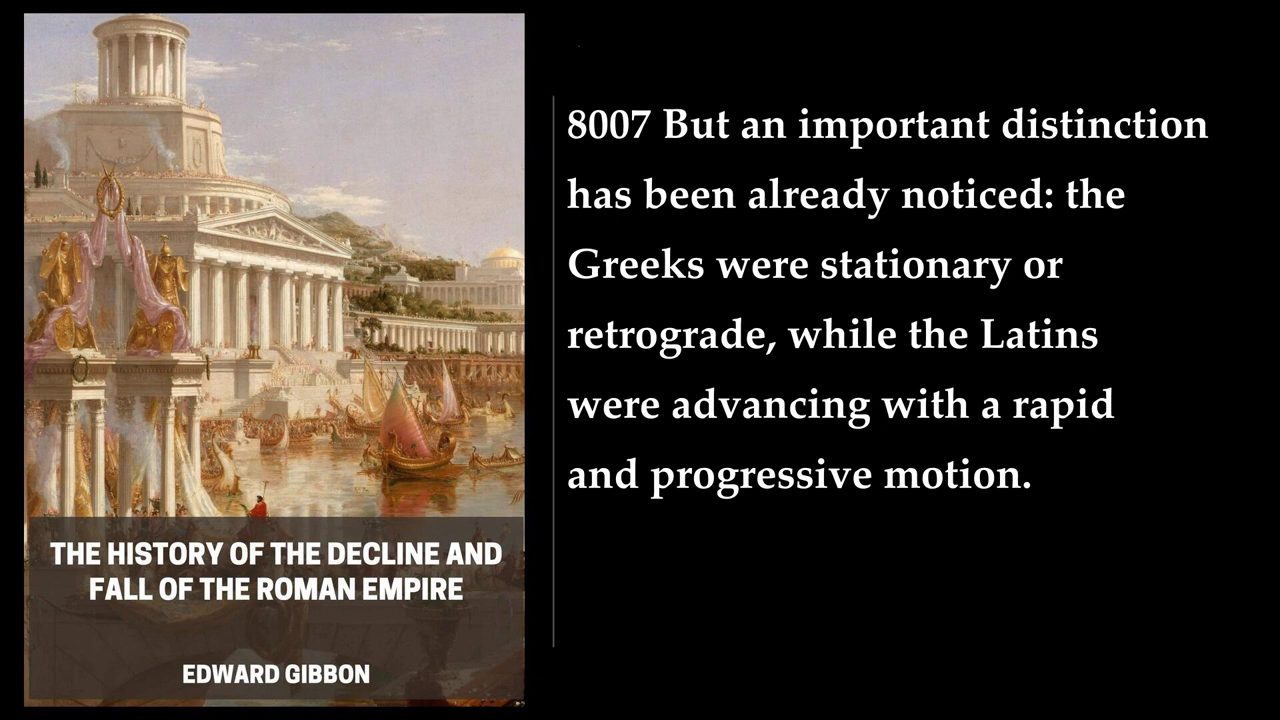 8007 But an important distinction
has been already noticed: the
Greeks were stationary or
retrograde, while the Latins
were advancing with a rapid
and progressive motion.
THE HISTORY OF THE DECLINE AND
FALL OF THE ROMAN EMPIRE
EDWARD GIBBON